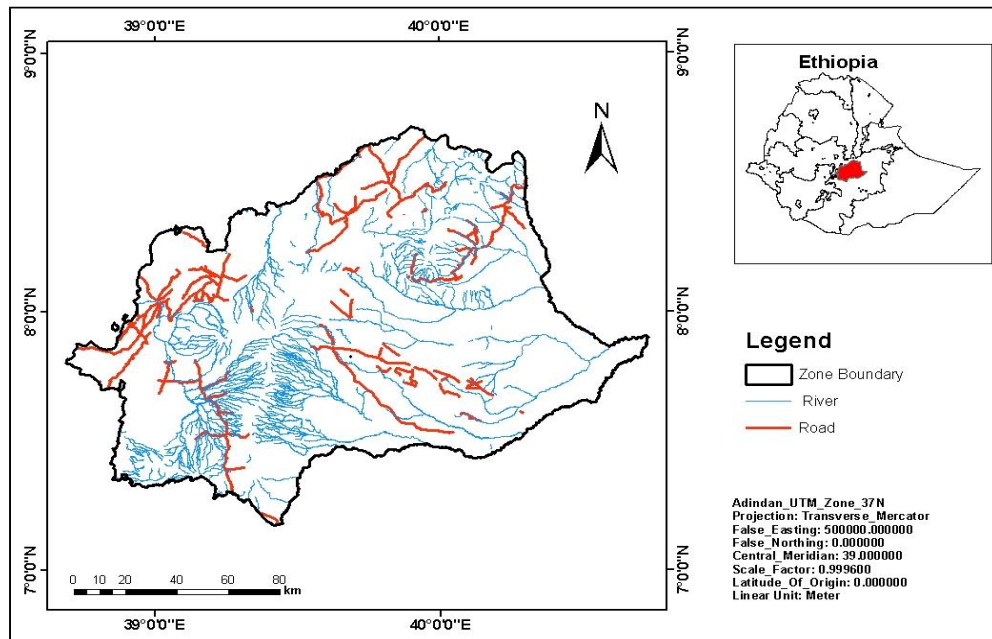 39°0'0"E 40°0'0"E
9°0'0"N 9°0'0"N
Ethiopia
N
8°0'0"N 8°0'0"N
Legend
Zone Boundary
River
Road
Adindan_UTM_Zone_37N
Projection: Transverse_Mercator
False_Easting: 500000.000000
False_Northing: 0.000000
Central_Meridian: 39.000000
Scale_Factor: 0.999600
Latitude_Of_Origin: 0.000000
Linear Unit: Meter
7°0'0"N 7°0'0"N
0 10 20 40 60 80
km
39°0'0"E 40°0'0"E